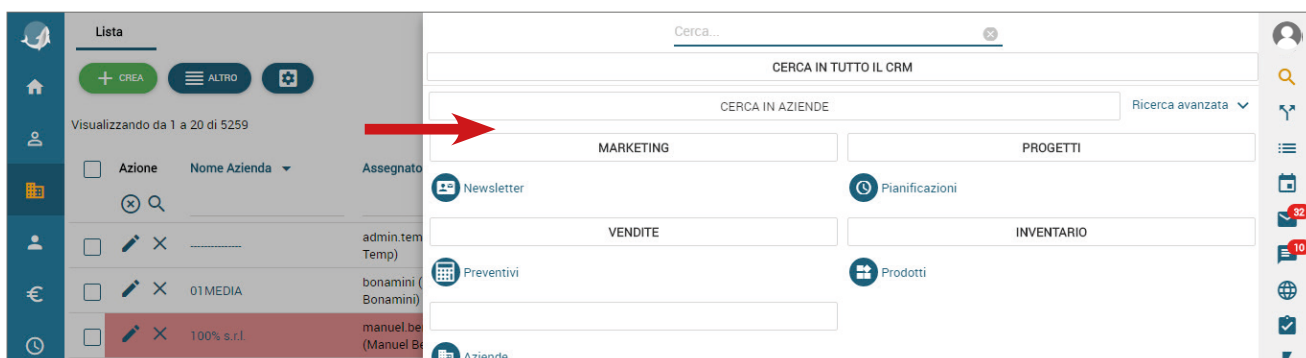 Lista
CREA
ALTRO
Visualizzando da 1 a 20 di 5259
Azione Nome Azienda Assegnato
admin.tem
Temp)
01MEDIA
bonamini (
Bonamini)
100% s.r.l.
manuel.be
(Manuel Be
Cerca...
CERCA IN TUTTO IL CRM
CERCA IN AZIENDE Ricerca avanzata
MARKETING PROGETTI
Newsletter Pianificazioni
VENDITE INVENTARIO
Preventivi Prodotti
Aziende
32
10